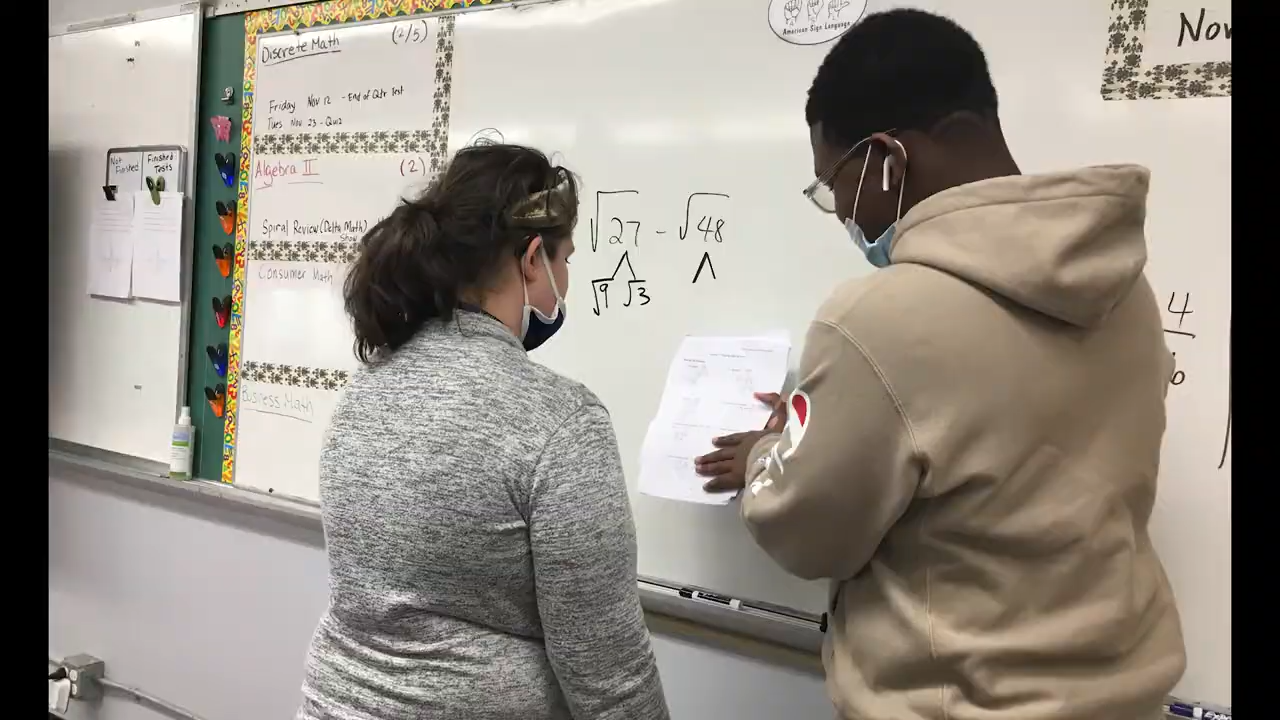 Not Finished
Finished Tests
Discrete Math (2/5)
Friday Nov 12 - End of Qtr Test
Tues Nov 23 - Quiz
Algebra II (2)
Spiral Review (Delta Math)
Consumer Math
Business Math
√27 - √48
√9 √3
American Sign Language
Nov
4